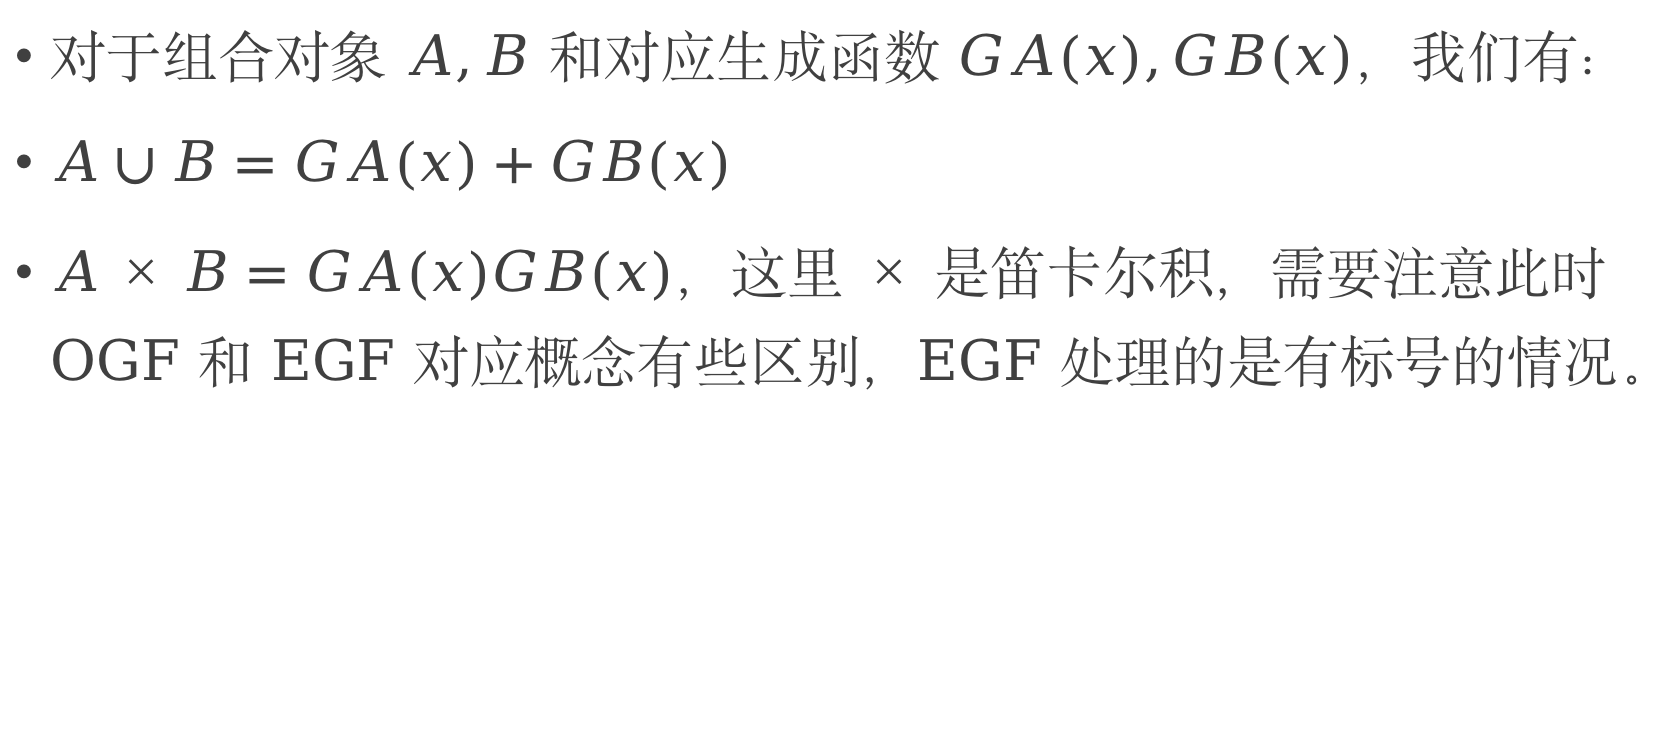 • 对于组合对象 A, B 和对应生成函数 GA(x), GB(x)，我们有：
• A ∪ B = GA(x) + GB(x)
• A × B = GA(x)GB(x)，这里 × 是笛卡尔积，需要注意此时
OGF 和 EGF 对应概念有些区别，EGF 处理的是有标号的情况。